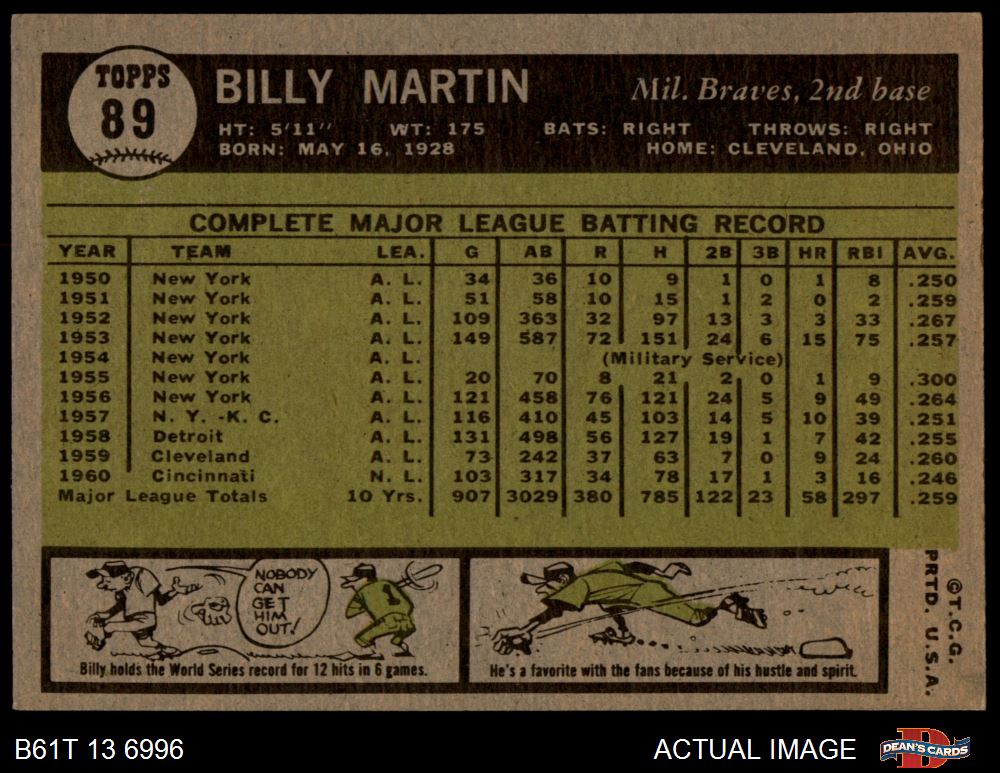 TOPPS
89
BILLY MARTIN
Mil. Braves, 2nd base
HT: 5'11" WT: 175 BATS: RIGHT THROWS: RIGHT
BORN: MAY 16, 1928 HOME: CLEVELAND, OHIO
COMPLETE MAJOR LEAGUE BATTING RECORD
YEAR TEAM LEA. G AB R H 2B 3B HR RBI AVG.
1950 New York A. L. 34 36 10 9 1 0 1 8 .250
1951 New York A. L. 51 58 10 15 1 2 0 2 .259
1952 New York A. L. 109 363 32 97 13 3 3 33 .267
1953 New York A. L. 149 587 72 151 24 6 15 75 .257
1954 New York A. L. (Military Service)
1955 New York A. L. 20 70 8 21 2 0 1 9 .300
1956 New York A. L. 121 458 76 121 24 5 9 49 .264
1957 N. Y. -K. C. A. L. 116 410 45 103 14 5 10 39 .251
1958 Detroit A. L. 131 498 56 127 19 1 7 42 .255
1959 Cleveland A. L. 73 242 37 63 7 0 9 24 .260
1960 Cincinnati N. L. 103 317 34 78 17 1 3 16 .246
Major League Totals 10 Yrs. 907 3029 380 785 122 23 58 297 .259
NOBODY
CAN
GET
HIM
OUT!
1
Billy holds the World Series record for 12 hits in 6 games.
He's a favorite with the fans because of his hustle and spirit.
©T.C.G.
PRTD. U.S.A.
B61T 13 6996
ACTUAL IMAGE
DEAN'S CARDS